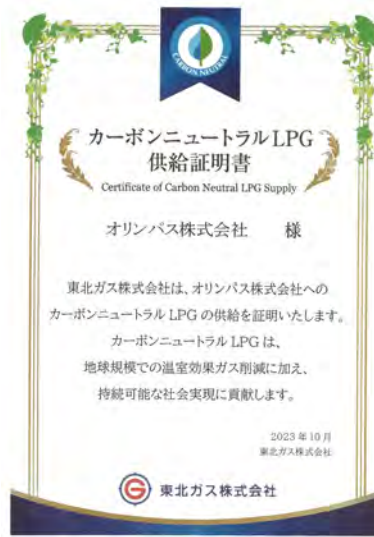 CARBON NEUTRAL
カーボンニュートラルLPG
供給証明書
Certificate of Carbon Neutral LPG Supply
オリンパス株式会社 様
東北ガス株式会社は、オリンパス株式会社への
カーボンニュートラル LPG の供給を証明いたします。
カーボンニュートラル LPG は、
地球規模での温室効果ガス削減に加え、
持続可能な社会実現に貢献します。
2023 年 10 月
東北ガス株式会社
G 東北ガス株式会社